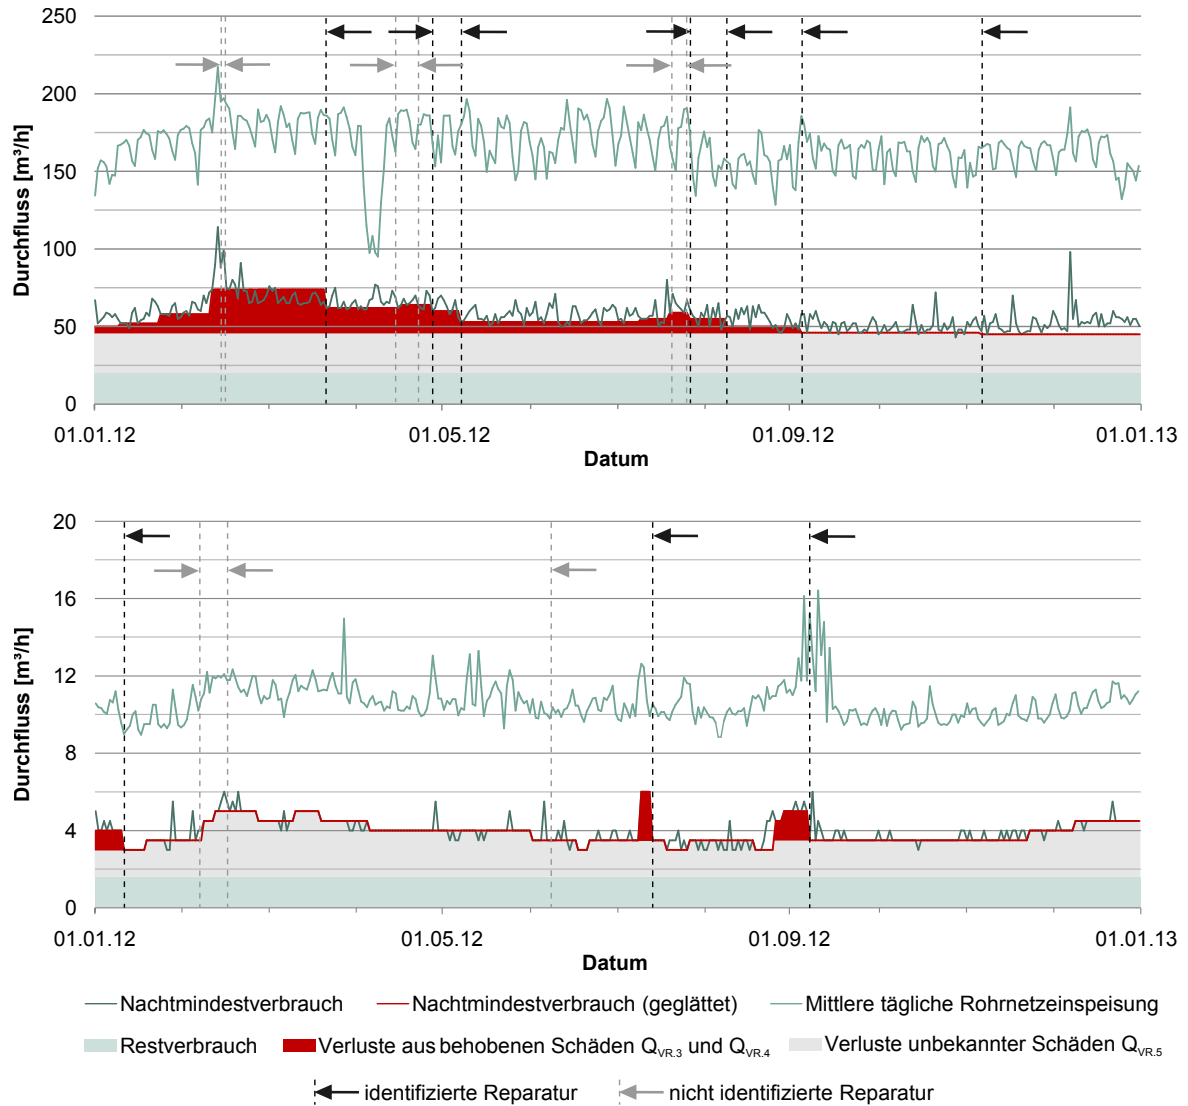 250
200
150
100
50
0
Durchfluss [m³/h]
01.01.12 01.05.12 01.09.12 01.01.13
Datum
20
16
12
8
4
0
Durchfluss [m³/h]
01.01.12 01.05.12 01.09.12 01.01.13
Datum
Nachtmindestverbrauch Nachtmindestverbrauch (geglättet) Mittlere tägliche Rohrnetzeinspeisung
Restverbrauch Verluste aus behobenen Schäden Q_VR.3 und Q_VR.4 Verluste unbekannter Schäden Q_VR.5
identifizierte Reparatur nicht identifizierte Reparatur